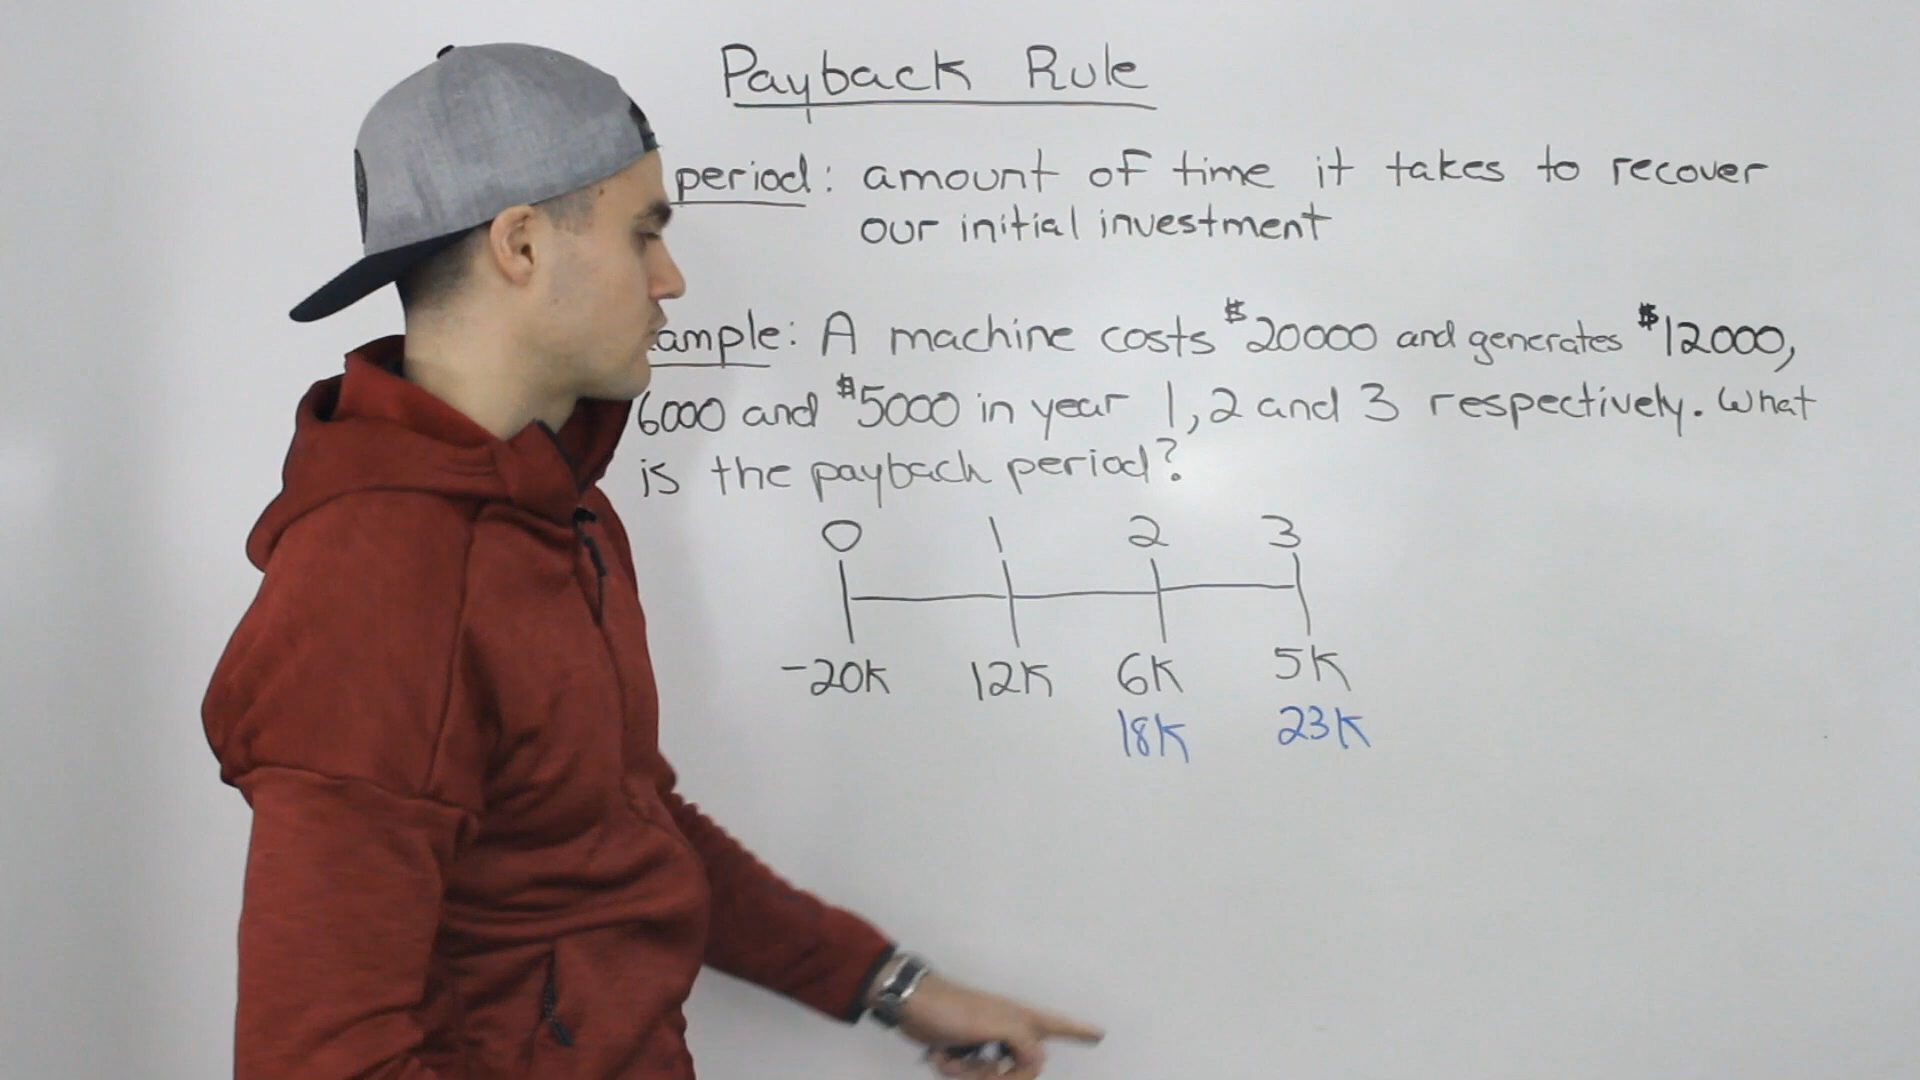 Payback Rule
period: amount of time it takes to recover
our initial investment
ample: A machine costs $20000 and generates $12000,
6000 and $5000 in year 1, 2 and 3 respectively. What
is the payback period?
0 1 2 3
-20K 12K 6K 5K
18K 23K